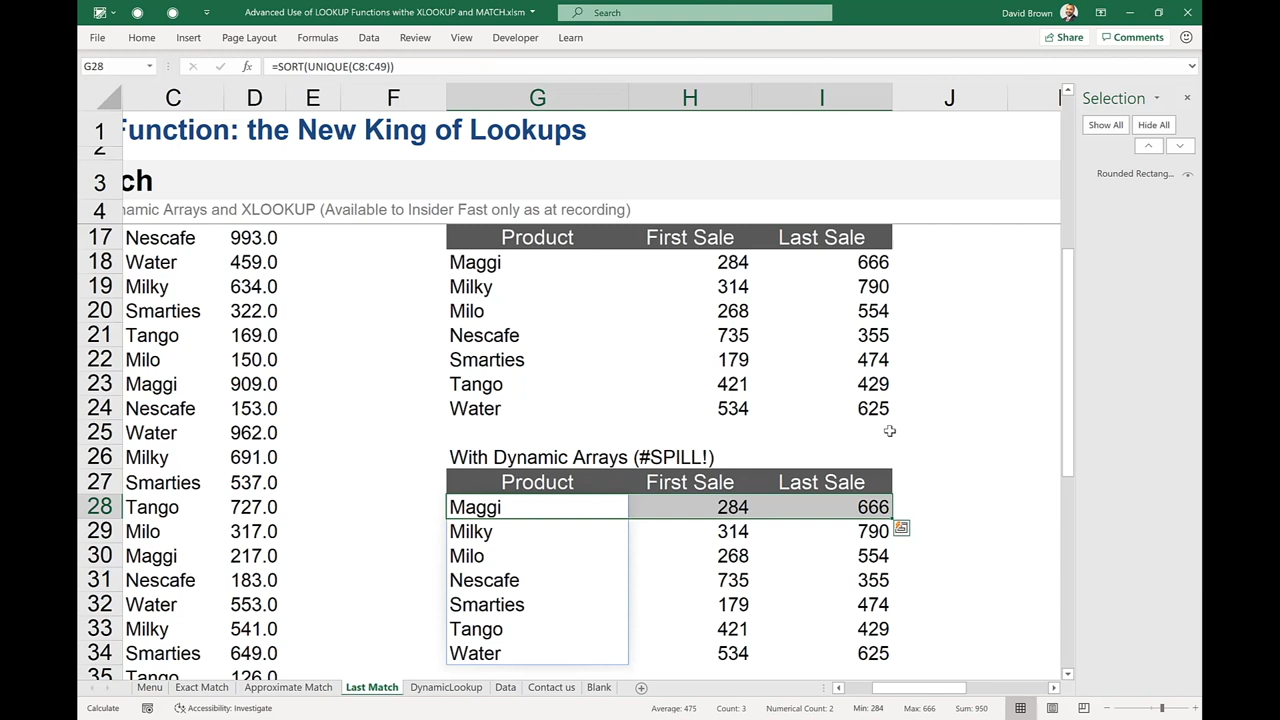 Advanced Use of LOOKUP Functions withe XLOOKUP and MATCH.xlsm
Search
David Brown
File Home Insert Page Layout Formulas Data Review View Developer Learn Share Comments
G28 fx =SORT(UNIQUE(C8:C49))
C D E F G H I J
1 Function: the New King of Lookups
2
3 ch
4 namic Arrays and XLOOKUP (Available to Insider Fast only as at recording)
17 Nescafe 993.0 Product First Sale Last Sale
18 Water 459.0 Maggi 284 666
19 Milky 634.0 Milky 314 790
20 Smarties 322.0 Milo 268 554
21 Tango 169.0 Nescafe 735 355
22 Milo 150.0 Smarties 179 474
23 Maggi 909.0 Tango 421 429
24 Nescafe 153.0 Water 534 625
25 Water 962.0
26 Milky 691.0 With Dynamic Arrays (#SPILL!)
27 Smarties 537.0 Product First Sale Last Sale
28 Tango 727.0 Maggi 284 666
29 Milo 317.0 Milky 314 790
30 Maggi 217.0 Milo 268 554
31 Nescafe 183.0 Nescafe 735 355
32 Water 553.0 Smarties 179 474
33 Milky 541.0 Tango 421 429
34 Smarties 649.0 Water 534 625
35 Tango 126.0
Selection
Show All Hide All
Rounded Rectang...
Menu Exact Match Approximate Match Last Match DynamicLookup Data Contact us Blank
Calculate Accessibility: Investigate Average: 475 Count: 3 Numerical Count: 2 Min: 284 Max: 666 Sum: 950